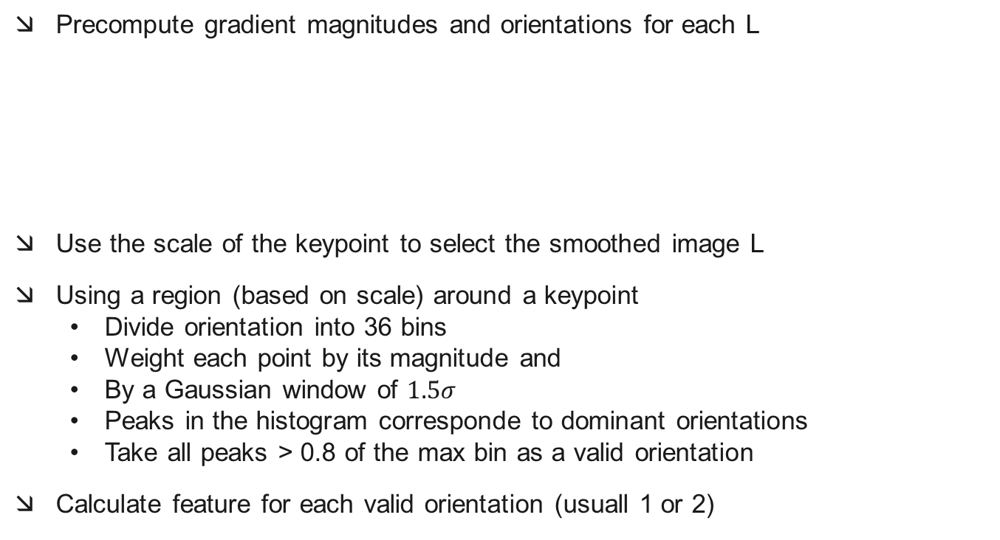 ↘ Precompute gradient magnitudes and orientations for each L
↘ Use the scale of the keypoint to select the smoothed image L
↘ Using a region (based on scale) around a keypoint
• Divide orientation into 36 bins
• Weight each point by its magnitude and
• By a Gaussian window of 1.5σ
• Peaks in the histogram corresponde to dominant orientations
• Take all peaks > 0.8 of the max bin as a valid orientation
↘ Calculate feature for each valid orientation (usuall 1 or 2)